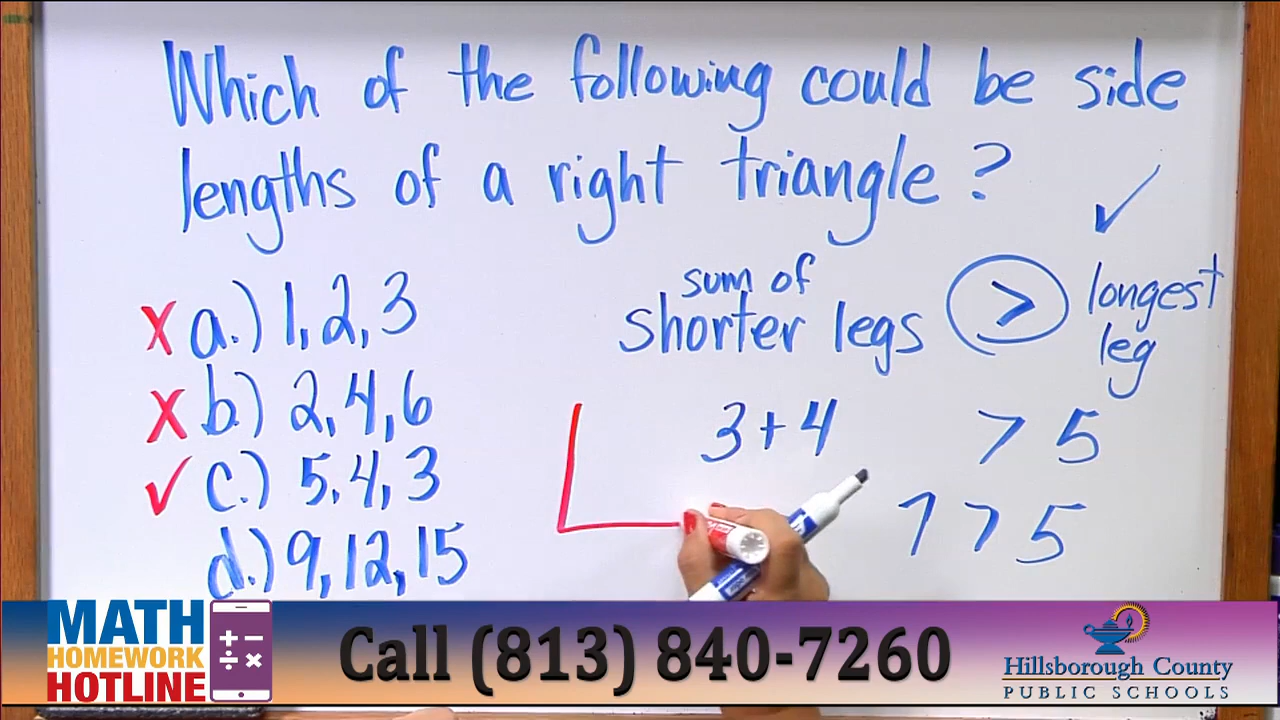 Which of the following could be side
lengths of a right triangle?
✓
x a.) 1, 2, 3
x b.) 2, 4, 6
✓ c.) 5, 4, 3
d.) 9, 12, 15
sum of
shorter legs > longest
leg
3 + 4 > 5
7 > 5
MATH
HOMEWORK
HOTLINE
+ −
÷ ×
Call (813) 840-7260
Hillsborough County
PUBLIC SCHOOLS